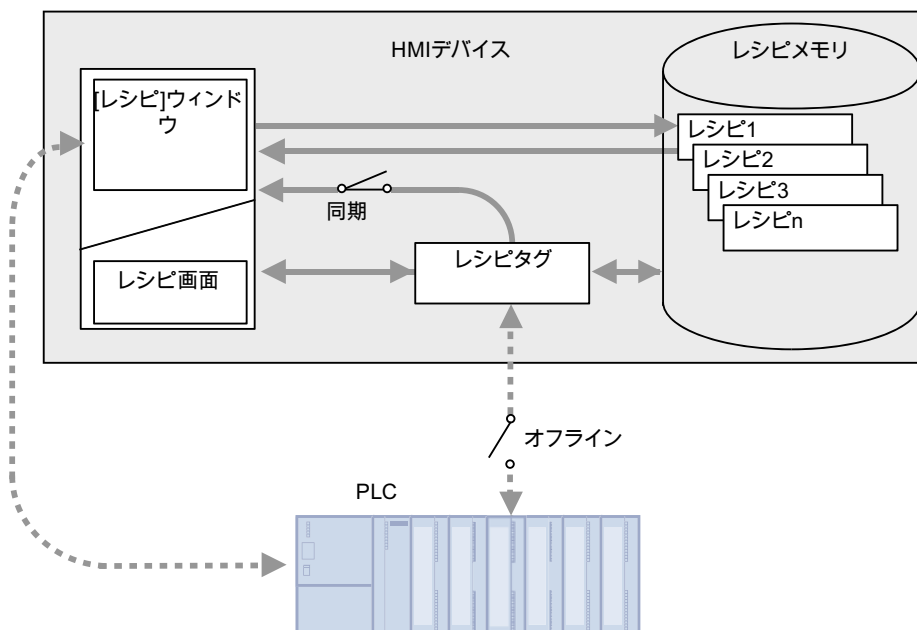 HMIデバイス
レシピメモリ
[レシピ]ウィンド
ウ
レシピ1
レシピ2
レシピ3
レシピn
同期
レシピタグ
レシピ画面
オフライン
PLC